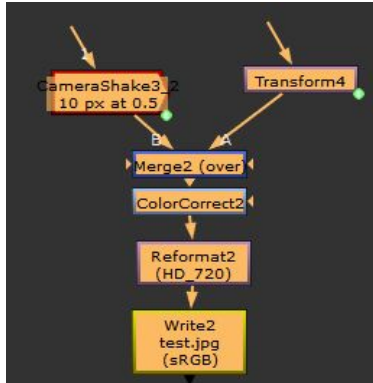 CameraShake3_2
10 px at 0.5
Transform4
B
A
Merge2 (over)
ColorCorrect2
Reformat2
(HD_720)
Write2
test.jpg
(sRGB)